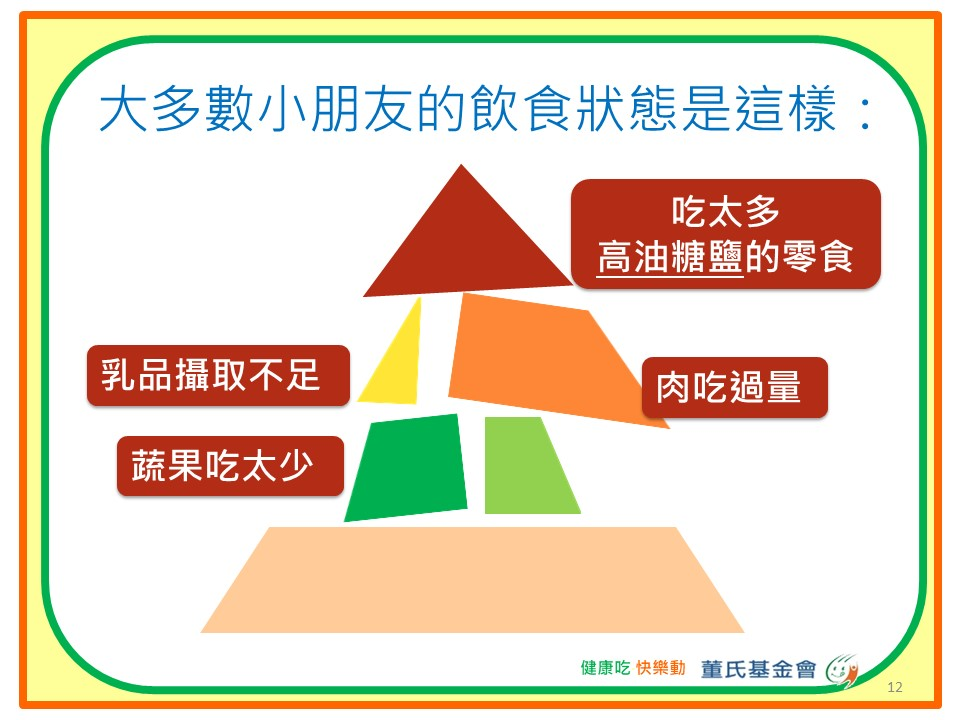 大多數小朋友的飲食狀態是這樣：
吃太多
高油糖鹽的零食
乳品攝取不足
肉吃過量
蔬果吃太少
健康吃 快樂動 董氏基金會
12